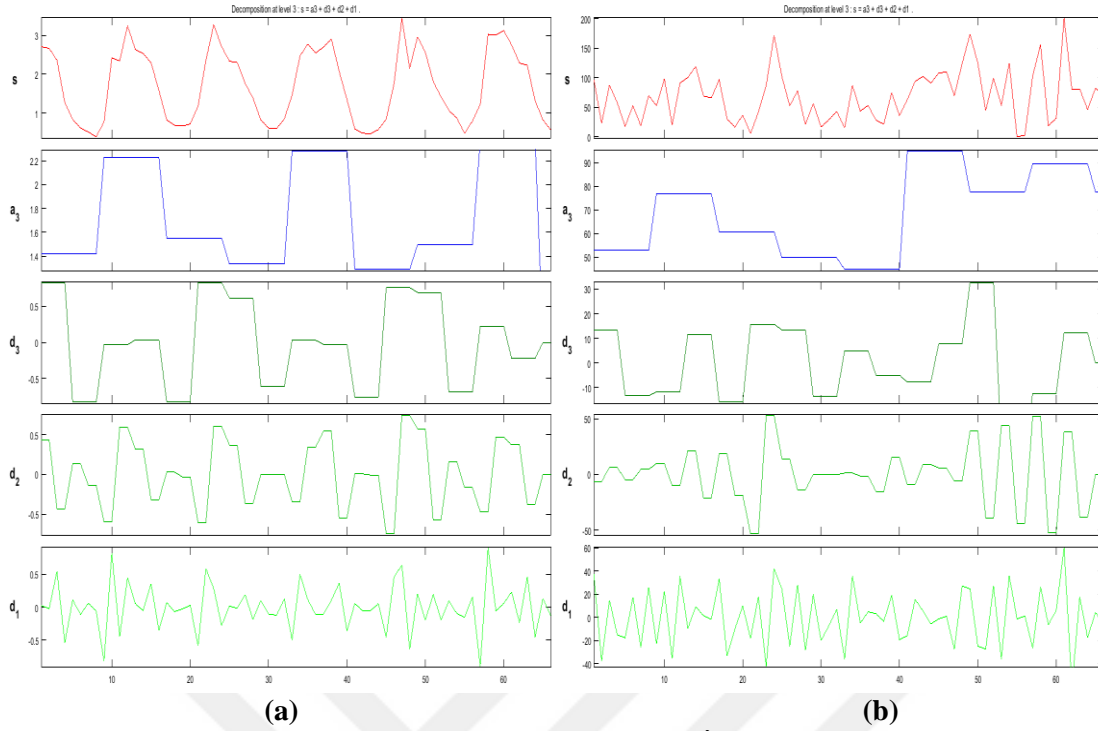 Decomposition at level 3 : s = a3 + d3 + d2 + d1 .
s
3
2
1
a3
2.2
2
1.8
1.6
1.4
d3
0.5
0
-0.5
d2
0.5
0
-0.5
d1
0.5
0
-0.5
10 20 30 40 50 60
(a)
Decomposition at level 3 : s = a3 + d3 + d2 + d1 .
s
200
150
100
50
0
a3
90
80
70
60
50
d3
30
20
10
0
-10
d2
50
0
-50
d1
60
40
20
0
-20
-40
10 20 30 40 50 60
(b)